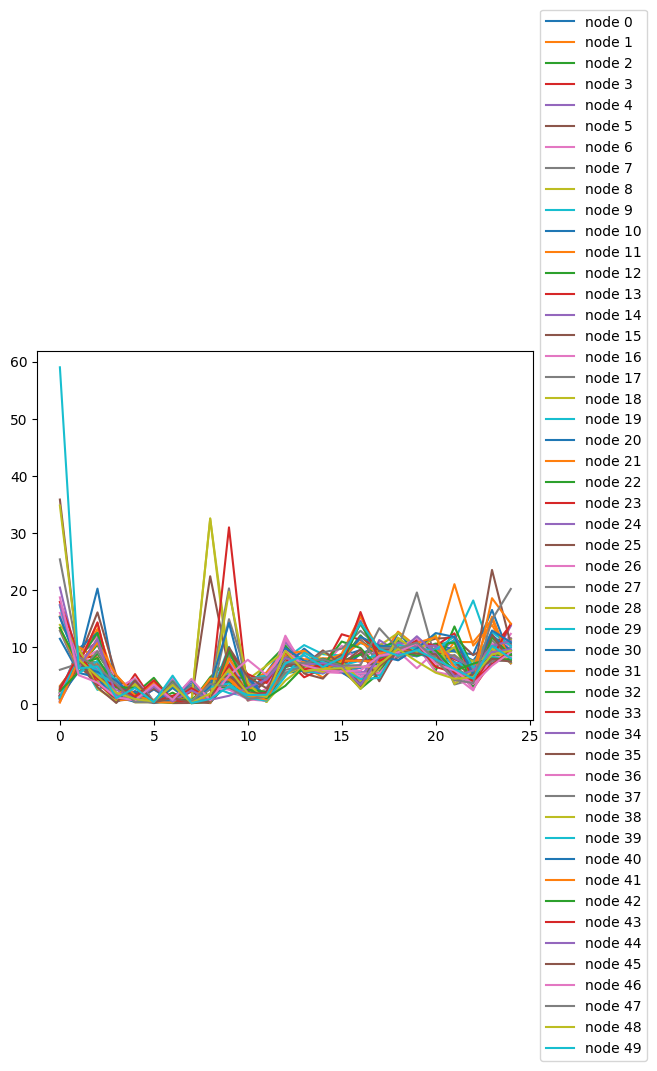 60
50
40
30
20
10
0
0 5 10 15 20 25
node 0
node 1
node 2
node 3
node 4
node 5
node 6
node 7
node 8
node 9
node 10
node 11
node 12
node 13
node 14
node 15
node 16
node 17
node 18
node 19
node 20
node 21
node 22
node 23
node 24
node 25
node 26
node 27
node 28
node 29
node 30
node 31
node 32
node 33
node 34
node 35
node 36
node 37
node 38
node 39
node 40
node 41
node 42
node 43
node 44
node 45
node 46
node 47
node 48
node 49